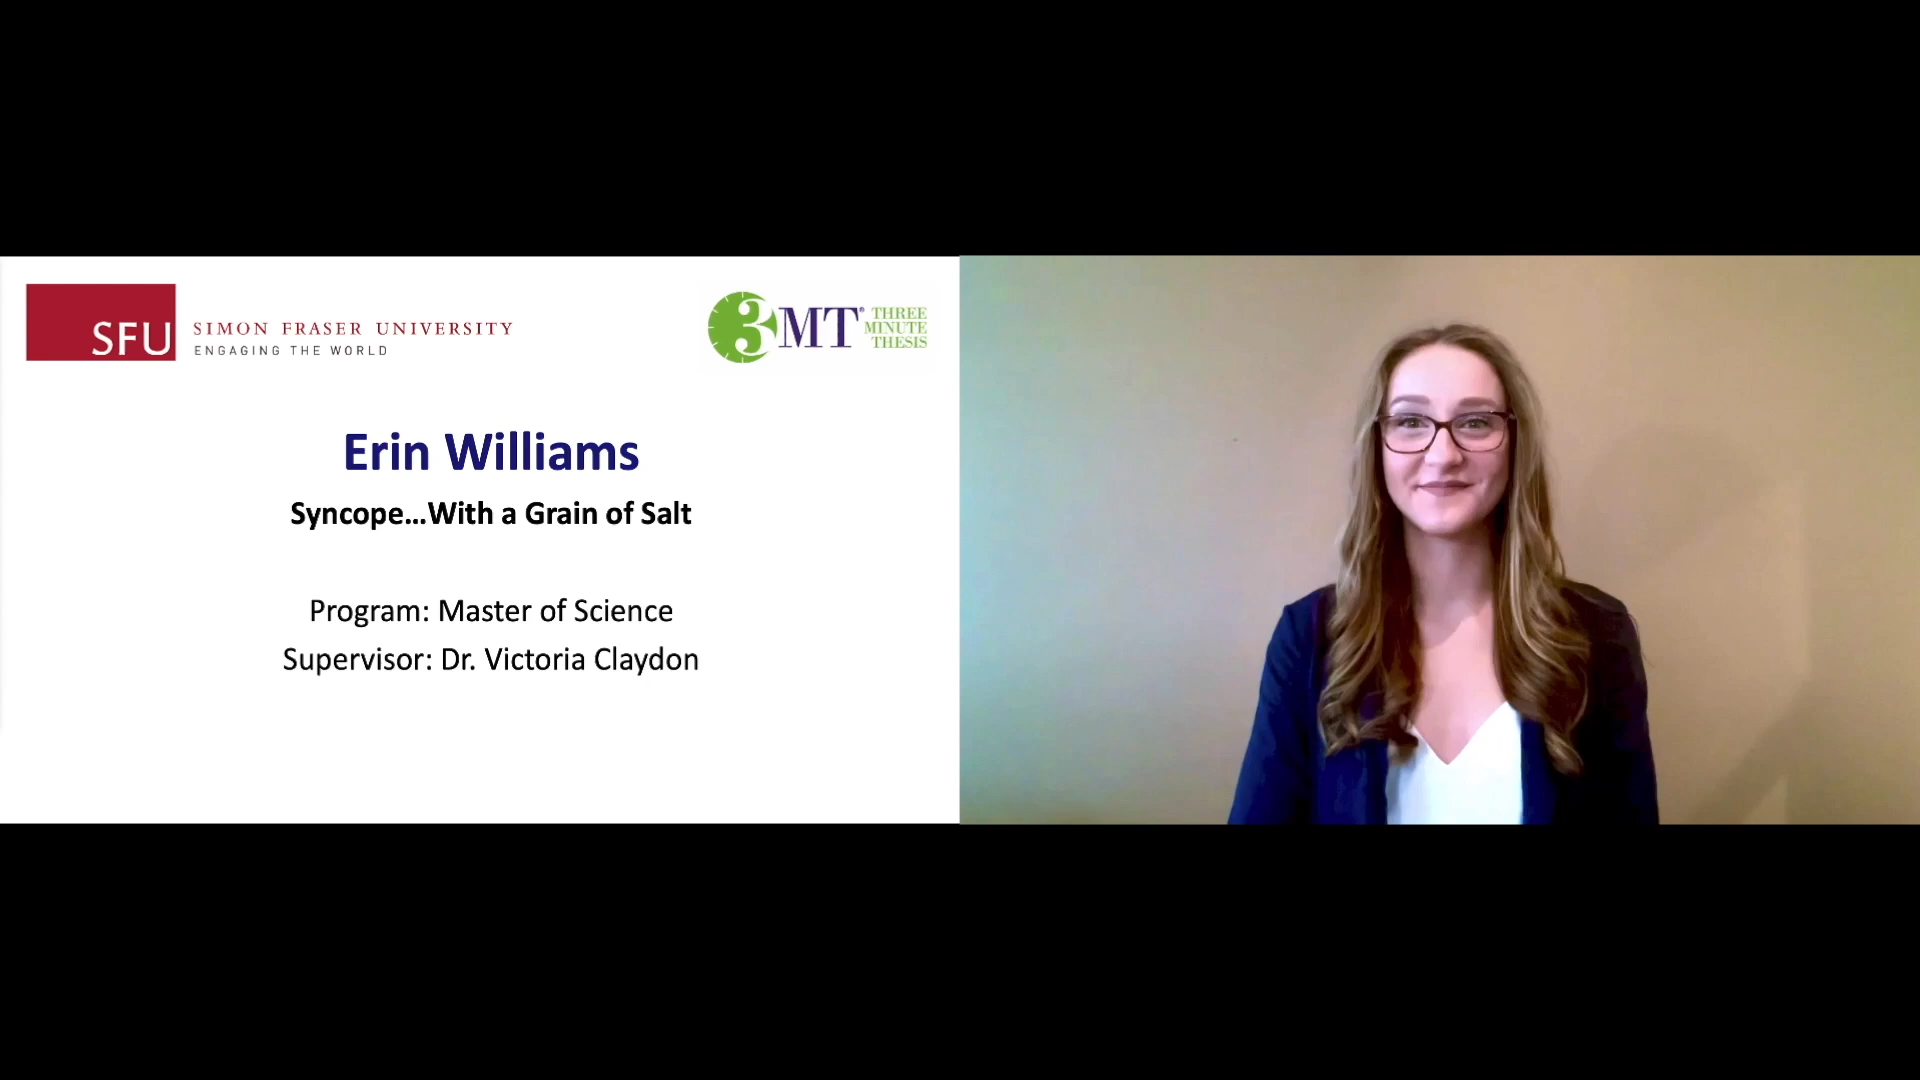 SFU
SIMON FRASER UNIVERSITY
ENGAGING THE WORLD
3MT® THREE MINUTE THESIS
Erin Williams
Syncope...With a Grain of Salt
Program: Master of Science
Supervisor: Dr. Victoria Claydon